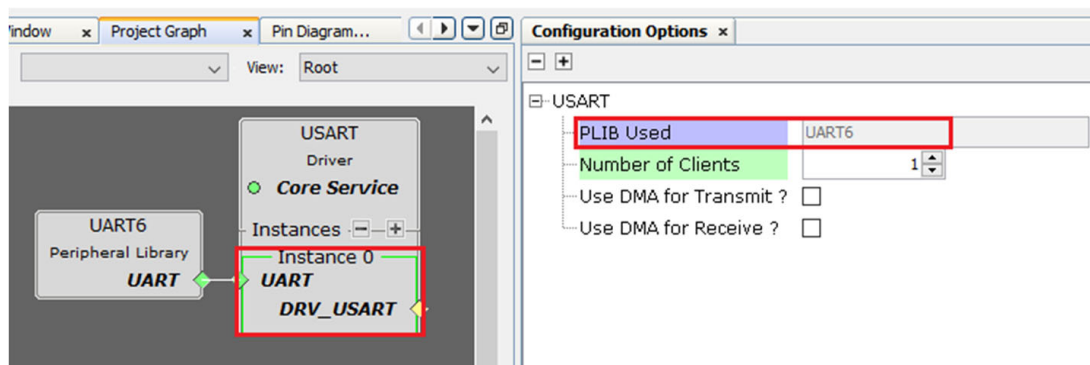 indow
Project Graph
Pin Diagram...
View: Root
USART
Driver
Core Service
Instances
Instance 0
UART
DRV_USART
UART6
Peripheral Library
UART
Configuration Options
USART
PLIB Used UART6
Number of Clients 1
Use DMA for Transmit ?
Use DMA for Receive ?